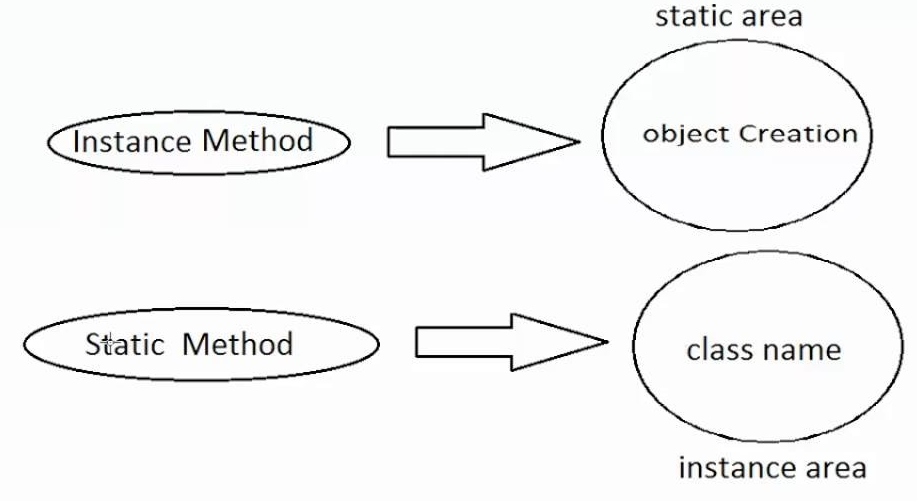 static area
Instance Method
object Creation
Static Method
class name
instance area